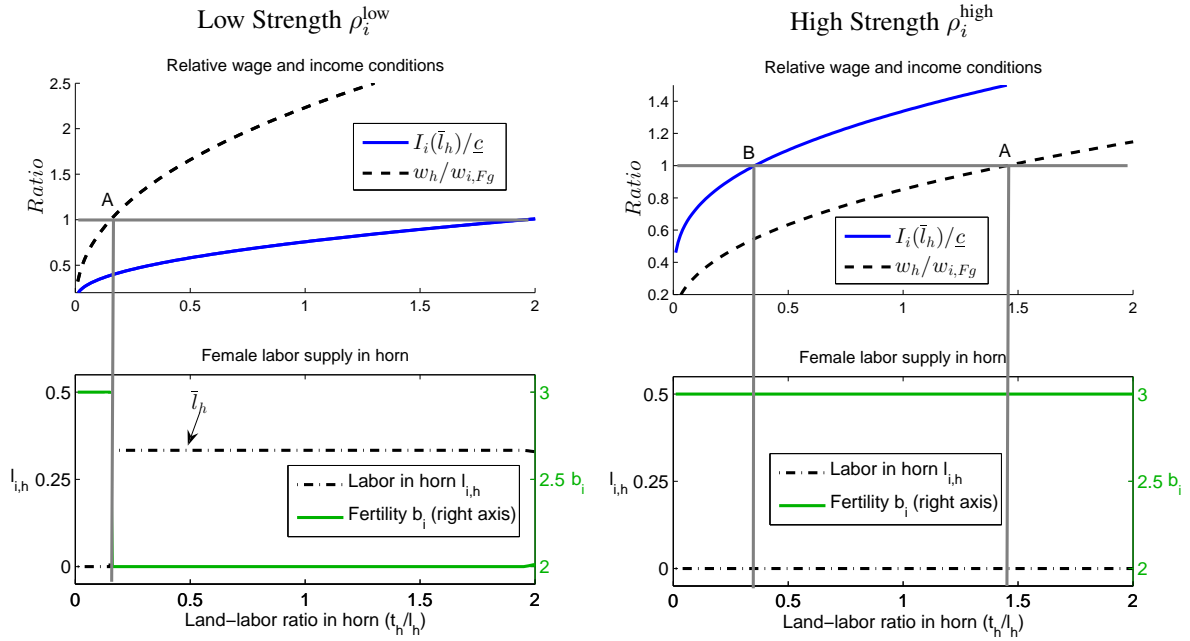 Low Strength ρ_i^low
Relative wage and income conditions
2.5
2
1.5
1
0.5
Ratio
A
I_i(l̄_h)/c̲
w_h/w_{i,Fg}
0
0.5
1
1.5
2
Female labor supply in horn
0.5
0.25
0
l_{i,h}
l̄_h
3
2.5 b_i
2
Labor in horn l_{i,h}
Fertility b_i (right axis)
0
0.5
1
1.5
2
Land−labor ratio in horn (t_h/l_h)
High Strength ρ_i^high
Relative wage and income conditions
1.4
1.2
1
0.8
0.6
0.4
0.2
Ratio
B
A
I_i(l̄_h)/c̲
w_h/w_{i,Fg}
0
0.5
1
1.5
2
Female labor supply in horn
0.5
0.25
0
l_{i,h}
3
2.5 b_i
2
Labor in horn l_{i,h}
Fertility b_i (right axis)
0
0.5
1
1.5
2
Land−labor ratio in horn (t_h/l_h)